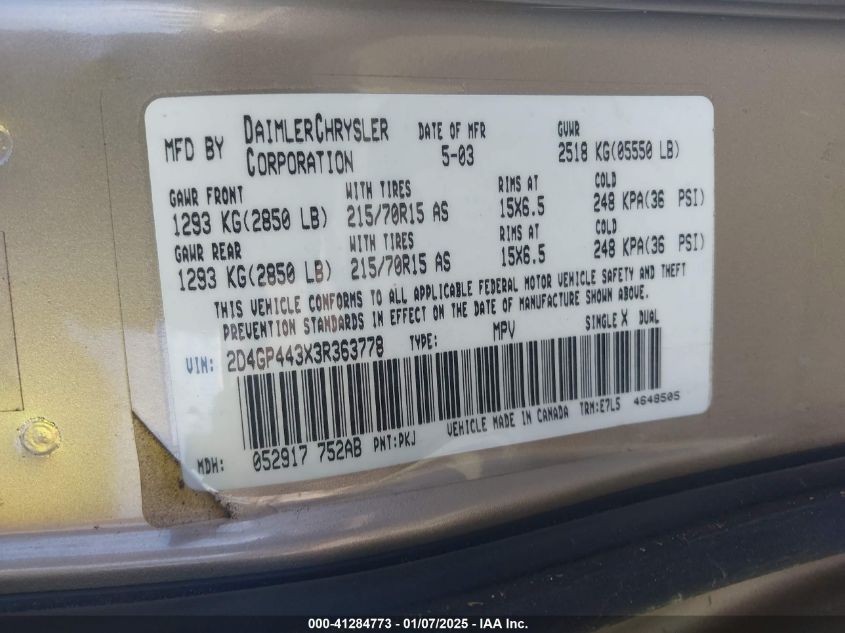 MFD BY DAIMLERCHRYSLER CORPORATION DATE OF MFR 5-03 GVWR 2518 KG(05550 LB)
GAWR FRONT WITH TIRES RIMS AT COLD
1293 KG(2850 LB) 215/70R15 AS 15X6.5 248 KPA(36 PSI)
GAWR REAR WITH TIRES RIMS AT COLD
1293 KG(2850 LB) 215/70R15 AS 15X6.5 248 KPA(36 PSI)
THIS VEHICLE CONFORMS TO ALL APPLICABLE FEDERAL MOTOR VEHICLE SAFETY AND THEFT
PREVENTION STANDARDS IN EFFECT ON THE DATE OF MANUFACTURE SHOWN ABOVE.
VIN: 2D4GP443X3R363778 TYPE: MPV SINGLE X DUAL
MDH: 052917 752AB PNT:PKJ VEHICLE MADE IN CANADA TRM:E7L5 4648505
000-41284773 - 01/07/2025 - IAAI Inc.